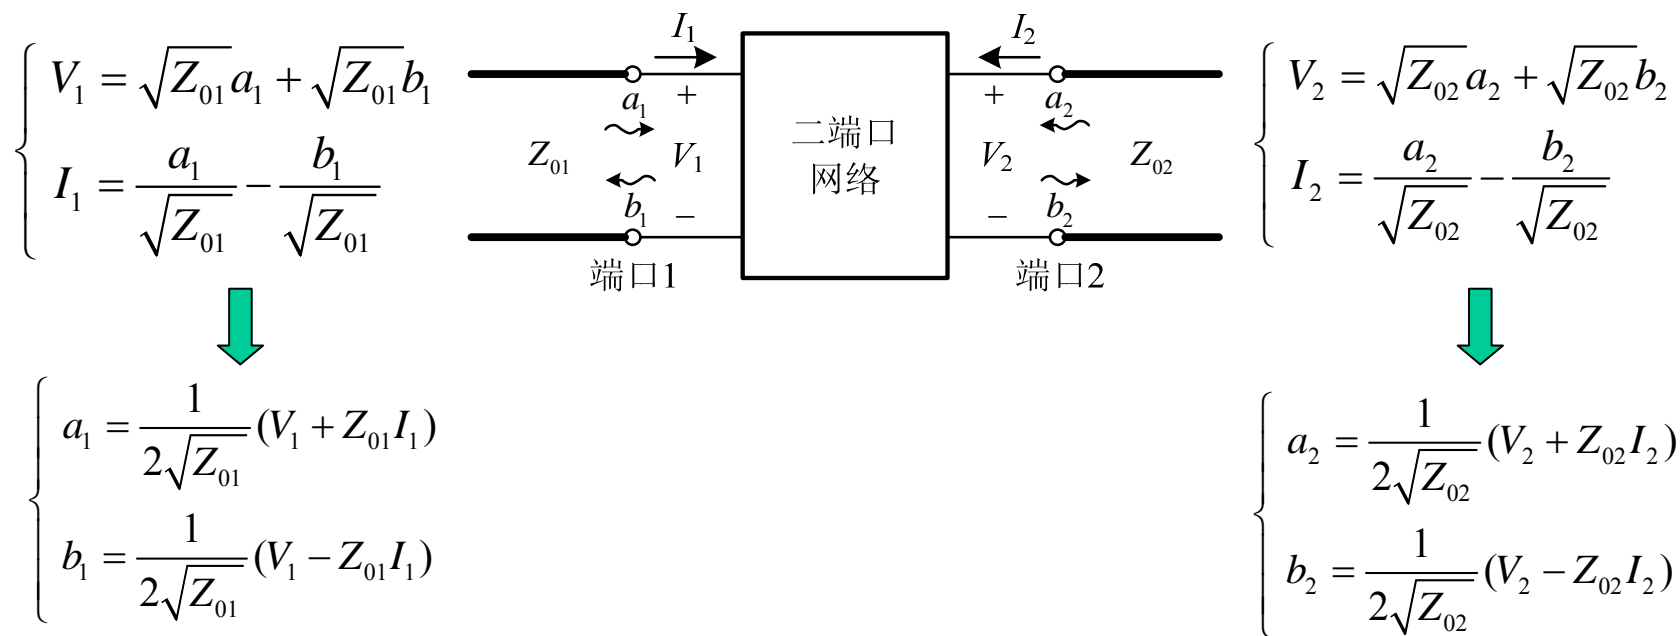 V₁ = √Z₀₁ a₁ + √Z₀₁ b₁
I₁ = a₁/√Z₀₁ − b₁/√Z₀₁
I₁
I₂
a₁
+
+
a₂
Z₀₁
V₁
二端口
网络
V₂
Z₀₂
b₁
−
−
b₂
端口1
端口2
V₂ = √Z₀₂ a₂ + √Z₀₂ b₂
I₂ = a₂/√Z₀₂ − b₂/√Z₀₂
a₁ = 1/(2√Z₀₁) (V₁ + Z₀₁I₁)
b₁ = 1/(2√Z₀₁) (V₁ − Z₀₁I₁)
a₂ = 1/(2√Z₀₂) (V₂ + Z₀₂I₂)
b₂ = 1/(2√Z₀₂) (V₂ − Z₀₂I₂)